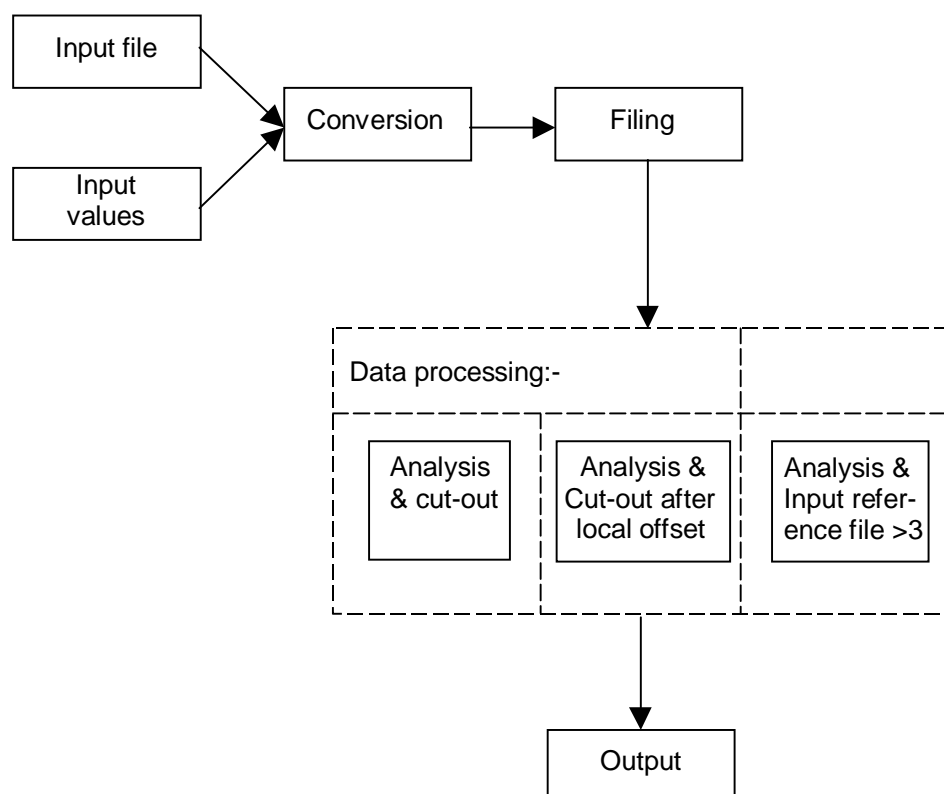 Input file
Conversion
Filing
Input
values
Data processing:-
Analysis
& cut-out
Analysis &
Cut-out after
local offset
Analysis &
Input refer-
ence file >3
Output